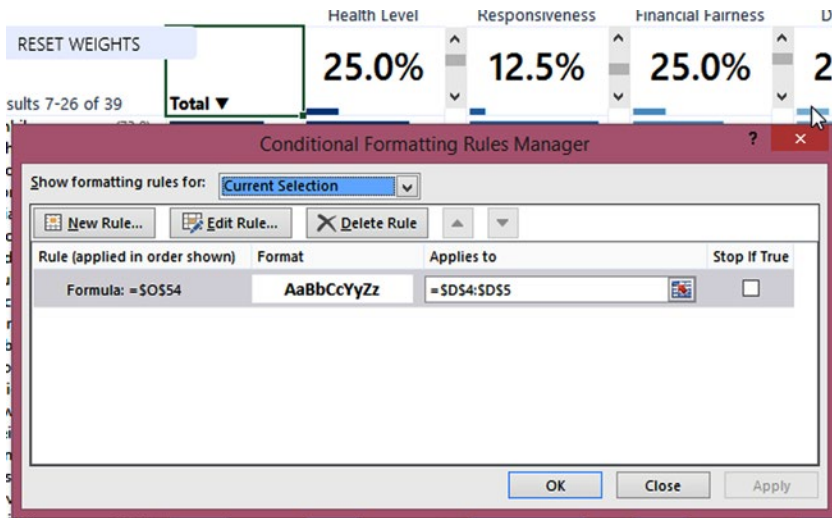 Health Level Responsiveness Financial Fairness D
RESET WEIGHTS
25.0% 12.5% 25.0% 2
sults 7-26 of 39 Total ▼
Conditional Formatting Rules Manager ? ×
Show formatting rules for: Current Selection
New Rule... Edit Rule... Delete Rule
Rule (applied in order shown) Format Applies to Stop If True
Formula: =$O$54 AaBbCcYyZz =$D$4:$D$5
OK Close Apply